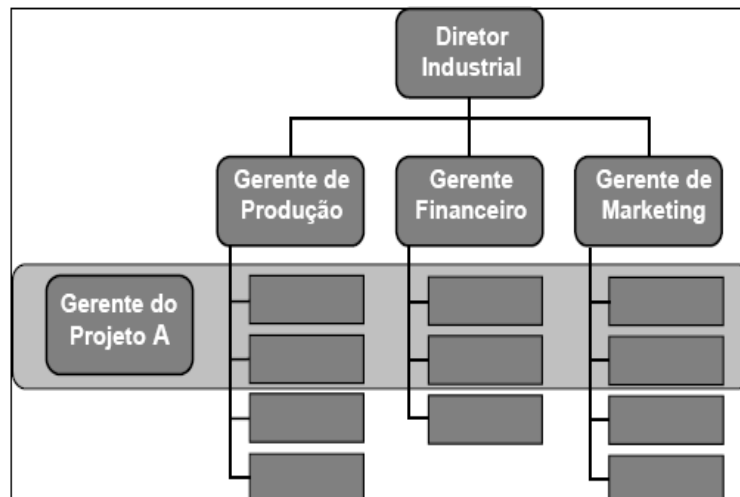 Diretor
Industrial
Gerente de
Produção
Gerente
Financeiro
Gerente de
Marketing
Gerente do
Projeto A